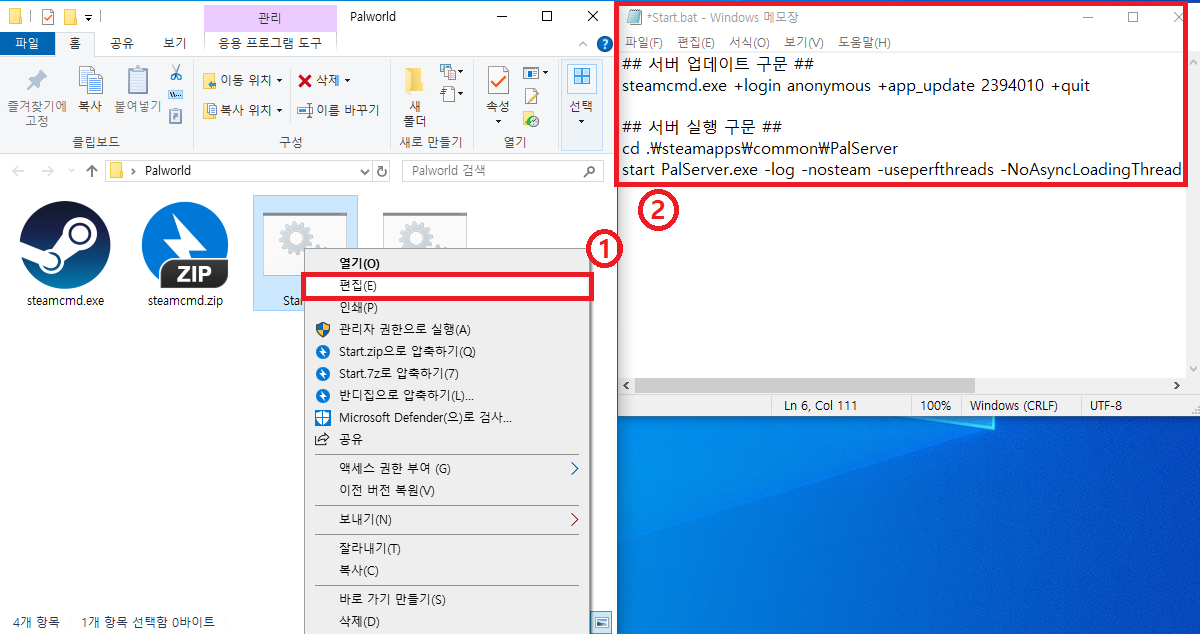 관리
Palworld
파일
홈
공유
보기
응용 프로그램 도구
즐겨찾기에 고정
복사
붙여넣기
클립보드
이동 위치
복사 위치
삭제
이름 바꾸기
구성
새 폴더
새로 만들기
속성
열기
선택
Palworld
Palworld 검색
steamcmd.exe
ZIP
steamcmd.zip
Star
열기(O)
편집(E)
인쇄(P)
관리자 권한으로 실행(A)
Start.zip으로 압축하기(Q)
Start.7z로 압축하기(7)
반디집으로 압축하기(L)...
Microsoft Defender(으)로 검사...
공유
액세스 권한 부여 (G)
이전 버전 복원(V)
보내기(N)
잘라내기(T)
복사(C)
바로 가기 만들기(S)
삭제(D)
4개 항목
1개 항목 선택함 0바이트
1
*Start.bat - Windows 메모장
파일(F) 편집(E) 서식(O) 보기(V) 도움말(H)
## 서버 업데이트 구문 ##
steamcmd.exe +login anonymous +app_update 2394010 +quit
## 서버 실행 구문 ##
cd .₩steamapps₩common₩PalServer
start PalServer.exe -log -nosteam -useperfthreads -NoAsyncLoadingThread
2
Ln 6, Col 111
100%
Windows (CRLF)
UTF-8